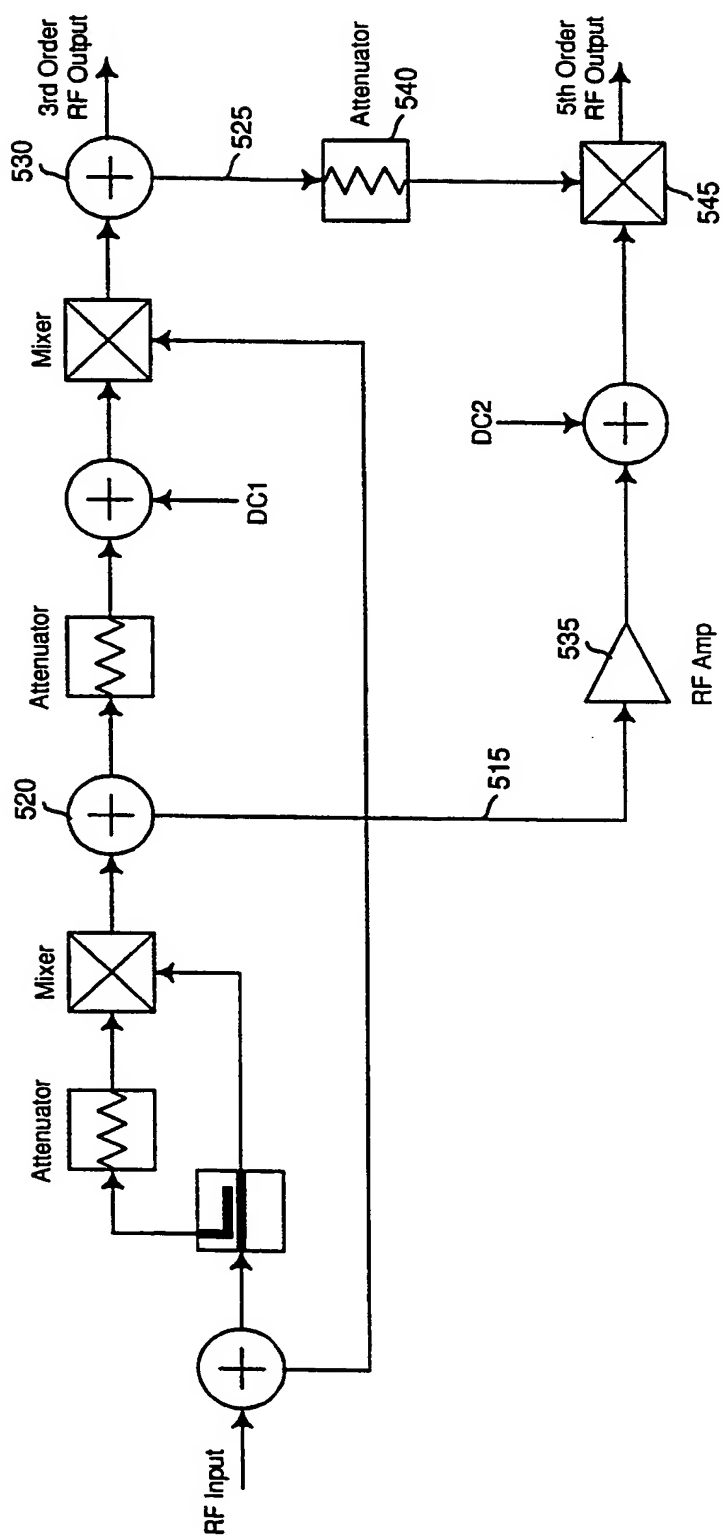 RF Input
Attenuator
Mixer
520
Attenuator
DC1
Mixer
530
3rd Order
RF Output
525
Attenuator
540
515
535
RF Amp
DC2
5th Order
RF Output
545